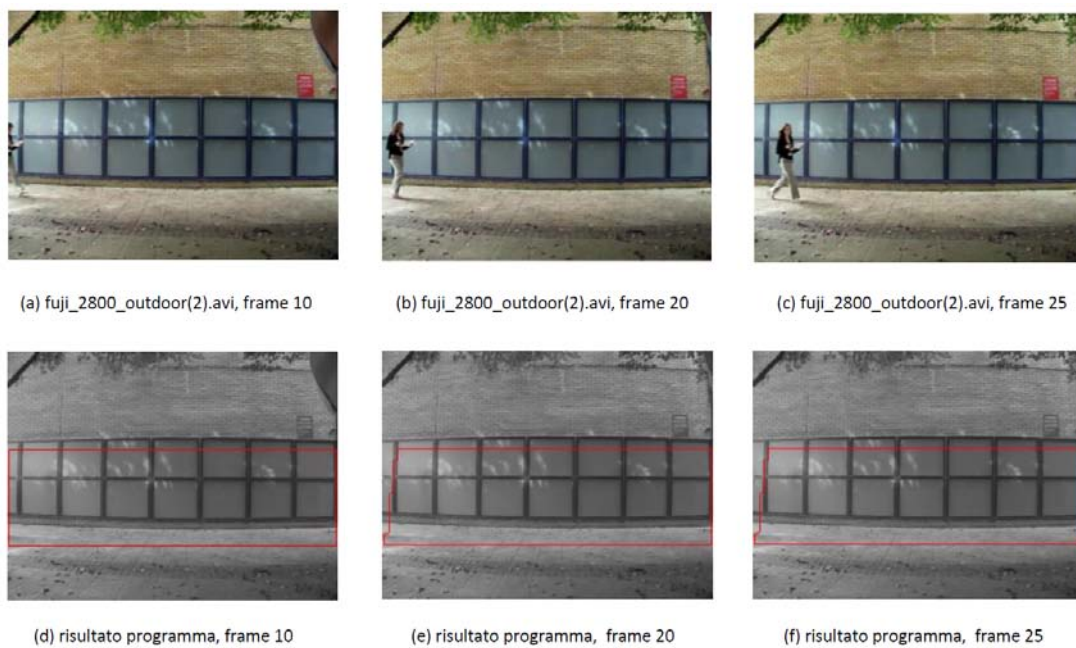 (a) fuji_2800_outdoor(2).avi, frame 10
(b) fuji_2800_outdoor(2).avi, frame 20
(c) fuji_2800_outdoor(2).avi, frame 25
(d) risultato programma, frame 10
(e) risultato programma, frame 20
(f) risultato programma, frame 25